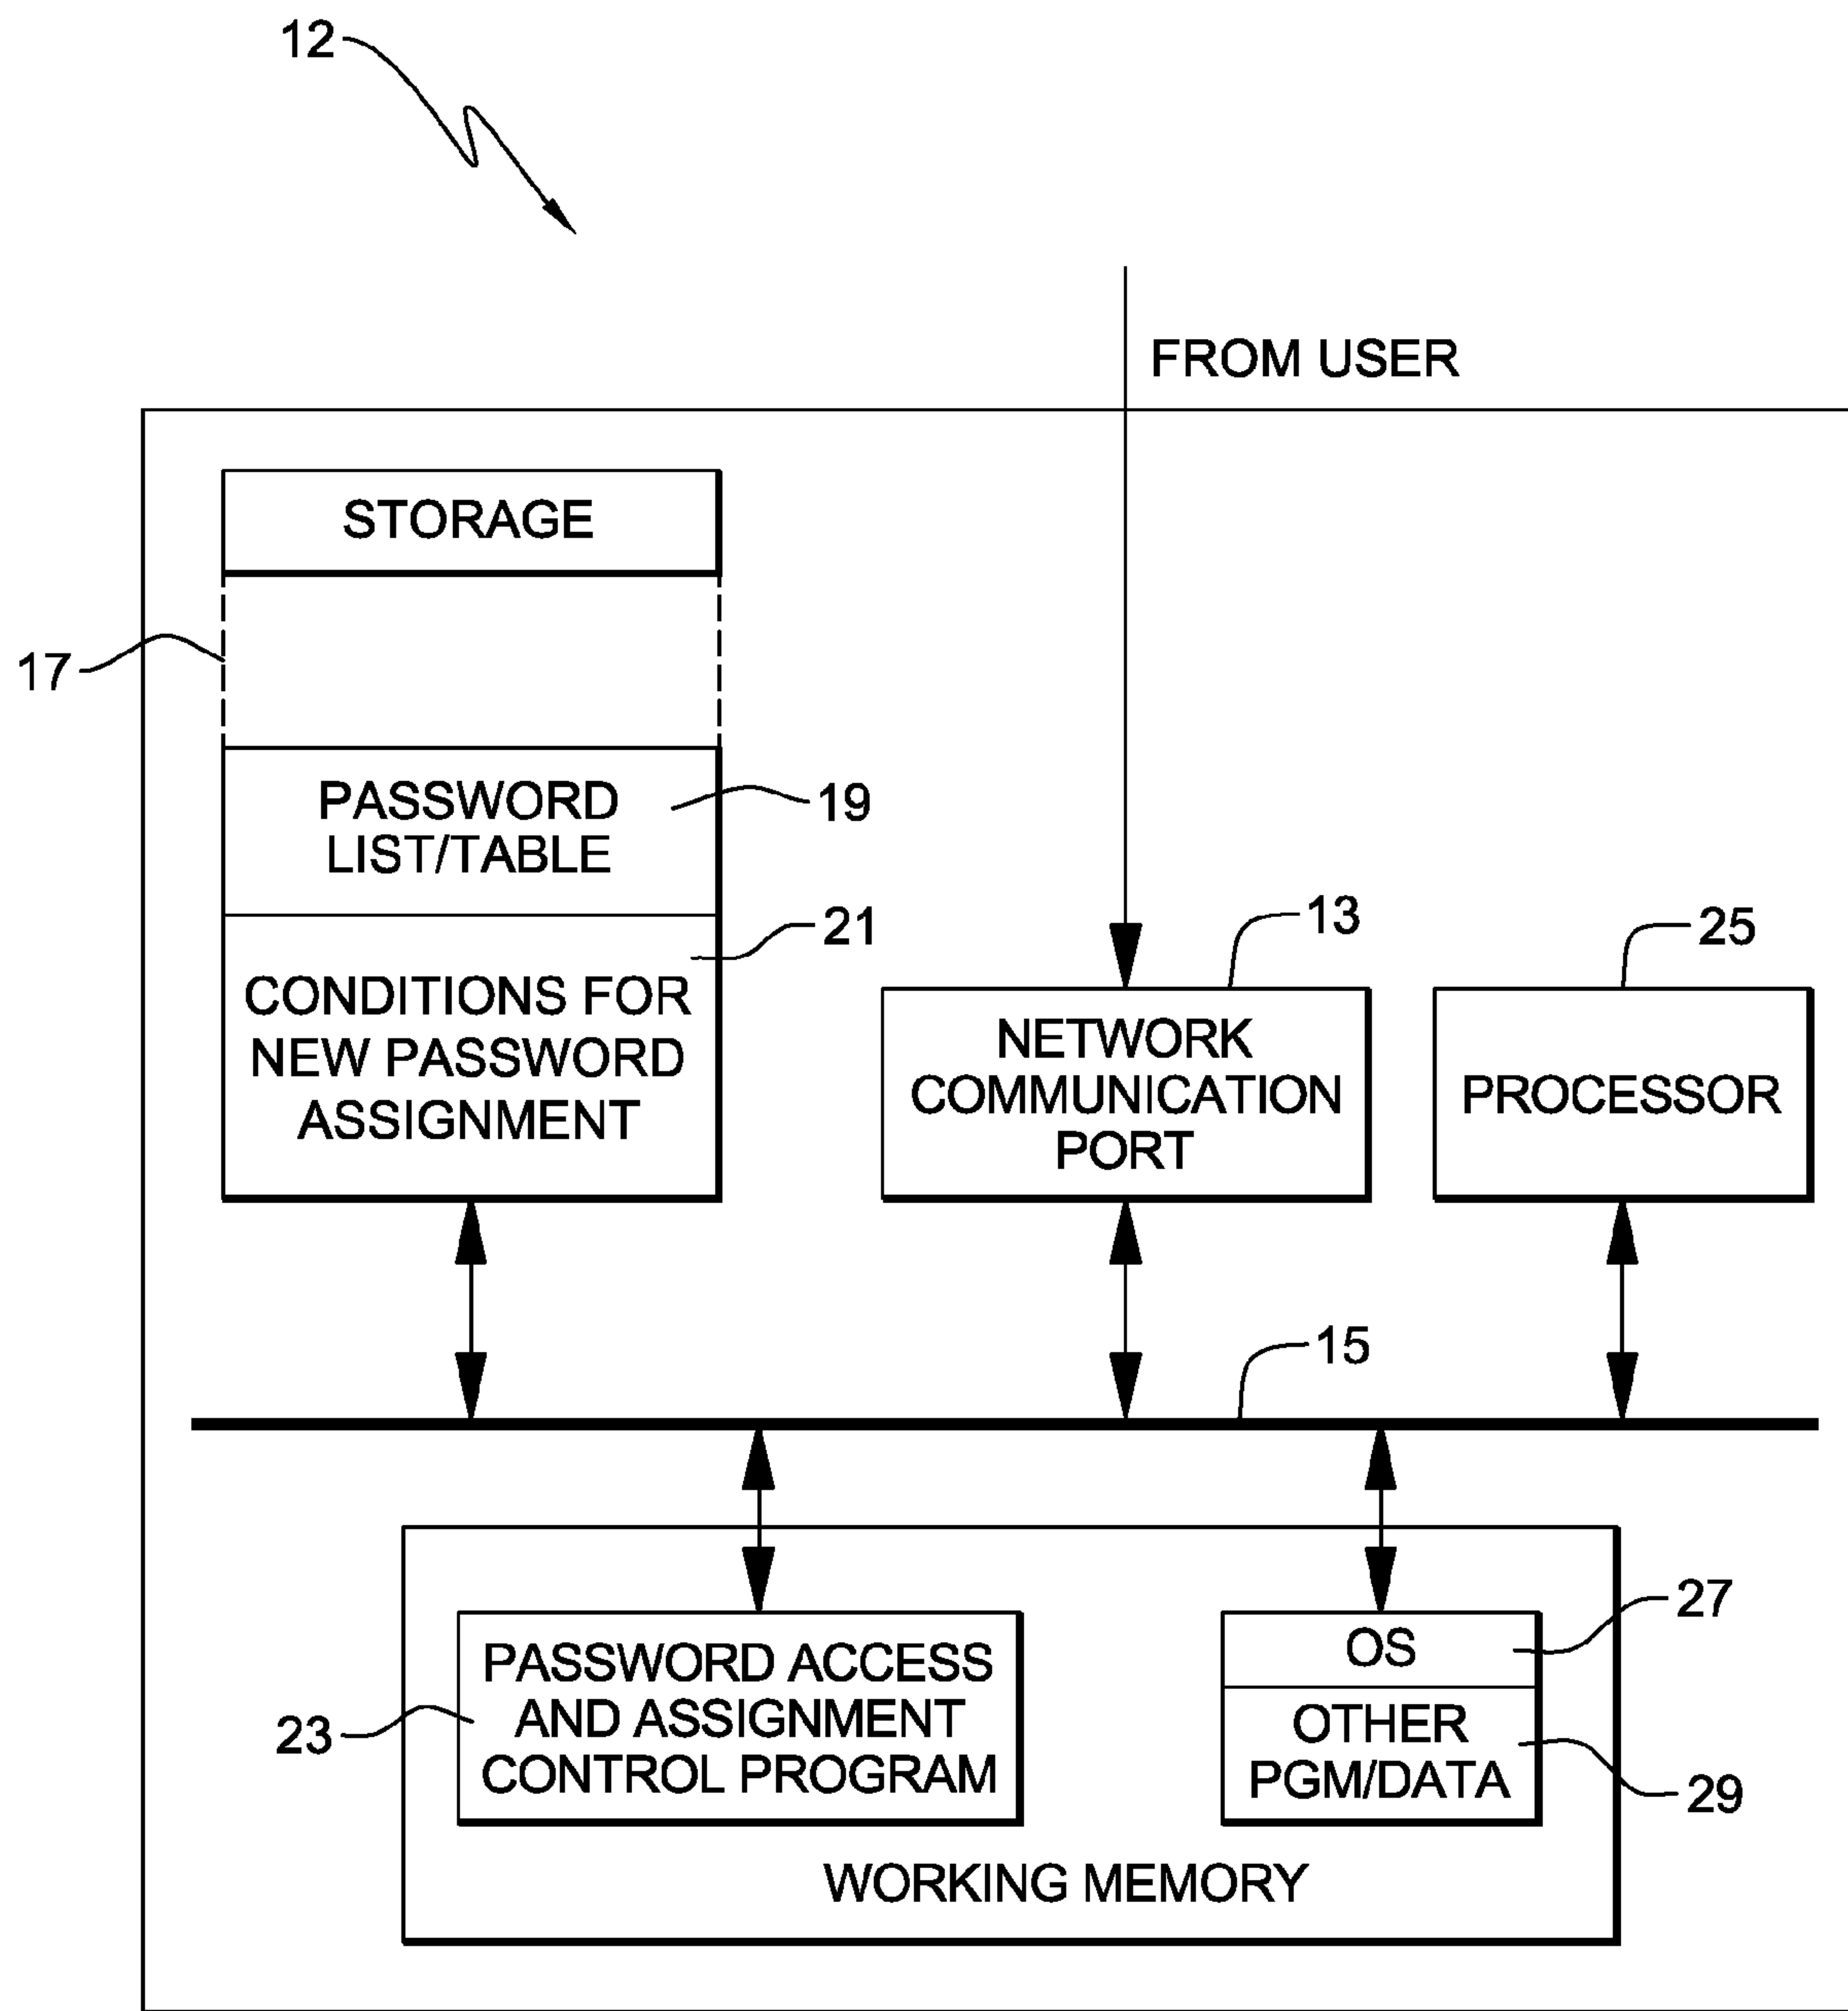 12
FROM USER
STORAGE
17
PASSWORD
LIST/TABLE
19
21
CONDITIONS FOR
NEW PASSWORD
ASSIGNMENT
13
NETWORK
COMMUNICATION
PORT
25
PROCESSOR
15
PASSWORD ACCESS
AND ASSIGNMENT
CONTROL PROGRAM
23
OS
27
OTHER
PGM/DATA
29
WORKING MEMORY